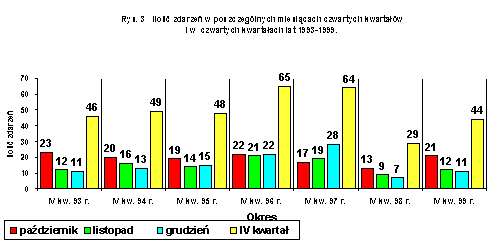 Rys. 3 Ilość zdarzeń w poszczególnych miesiącach czwartych kwartałów
i w czwartych kwartałach lat 1993-1999.
Ilość zdarzeń
70
60
50
40
30
20
10
0
23 12 11 46
20 16 13 49
19 14 15 48
22 21 22 65
17 19 28 64
13 9 7 29
21 12 11 44
IV kw. 93 r. IV kw. 94 r. IV kw. 95 r. IV kw. 96 r. IV kw. 97 r. IV kw. 98 r. IV kw. 99 r.
Okres
październik listopad grudzień IV kwartał